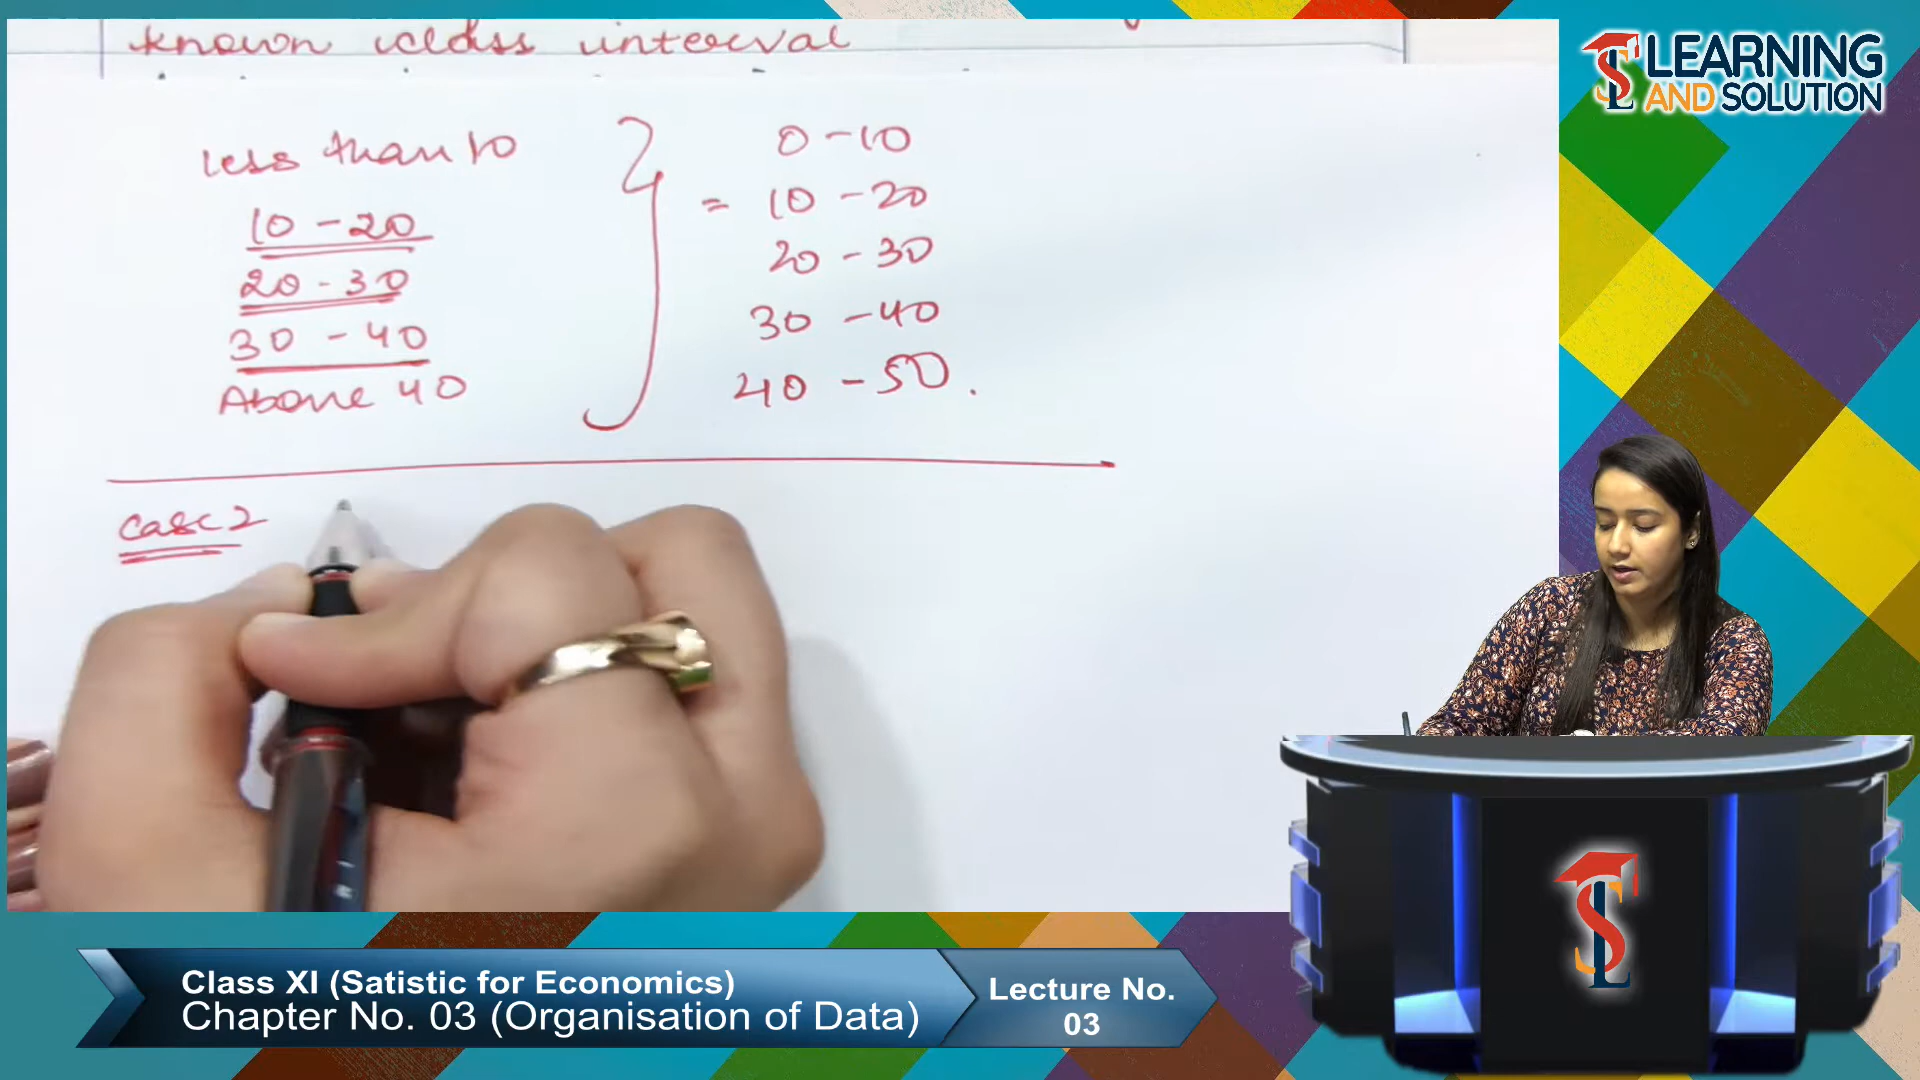 known class interval
less than 10
10 - 20
20 - 30
30 - 40
Above 40
0 - 10
= 10 - 20
20 - 30
30 - 40
40 - 50.
Case 2
LEARNING
AND SOLUTION
Class XI (Satistic for Economics)
Chapter No. 03 (Organisation of Data)
Lecture No.
03